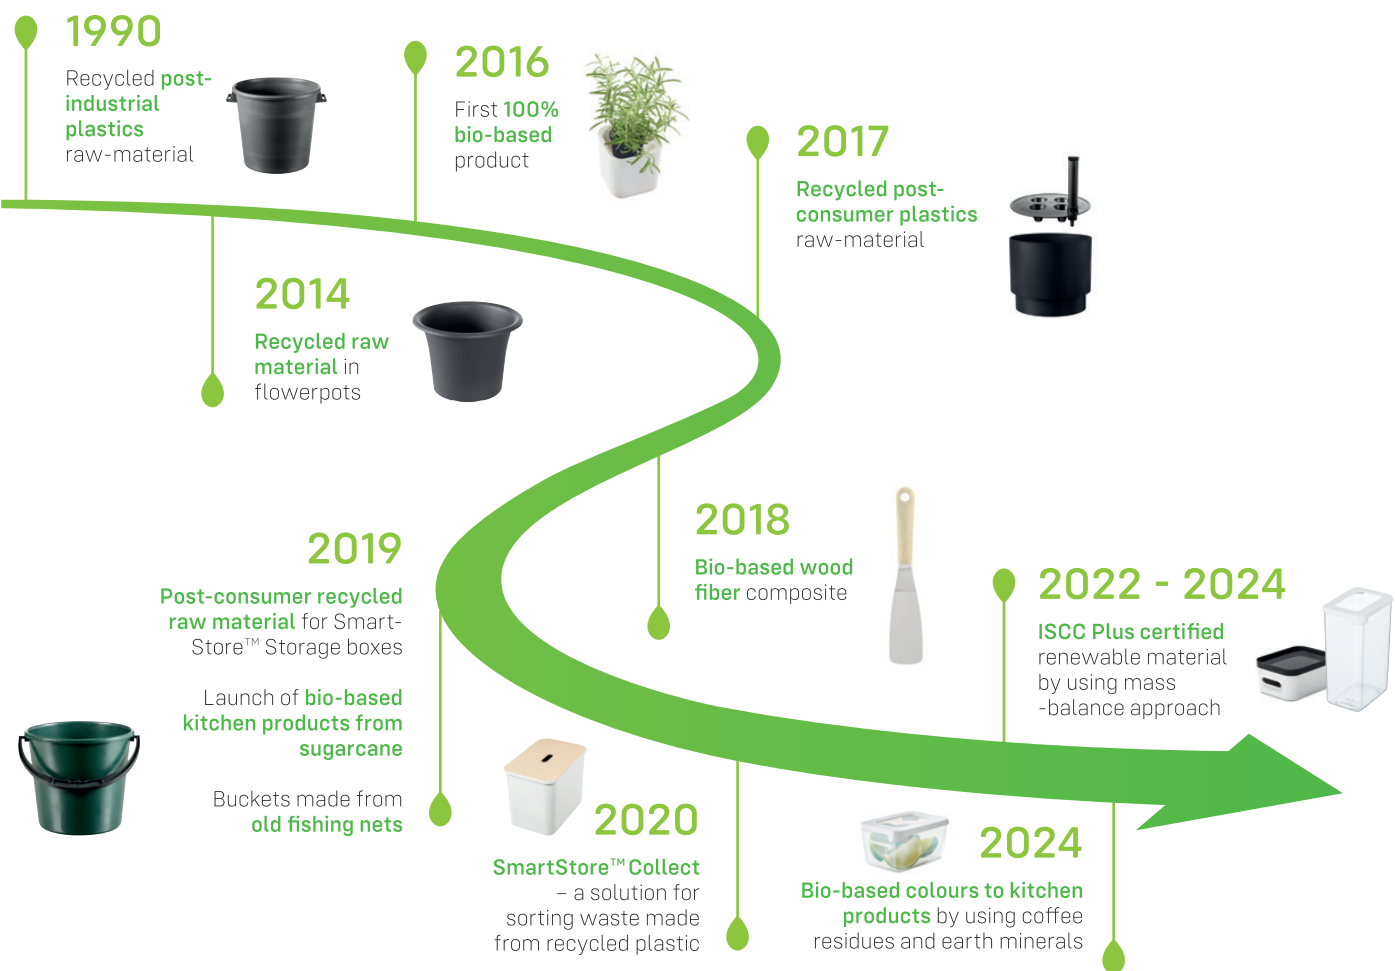 1990
Recycled post-
industrial
plastics
raw-material
2016
First 100%
bio-based
product
2017
Recycled post-
consumer plastics
raw-material
2014
Recycled raw
material in
flowerpots
2018
Bio-based wood
fiber composite
2019
Post-consumer recycled
raw material for Smart-
Store™ Storage boxes
Launch of bio-based
kitchen products from
sugarcane
Buckets made from
old fishing nets
2022 - 2024
ISCC Plus certified
renewable material
by using mass
-balance approach
2020
SmartStore™ Collect
– a solution for
sorting waste made
from recycled plastic
2024
Bio-based colours to kitchen
products by using coffee
residues and earth minerals